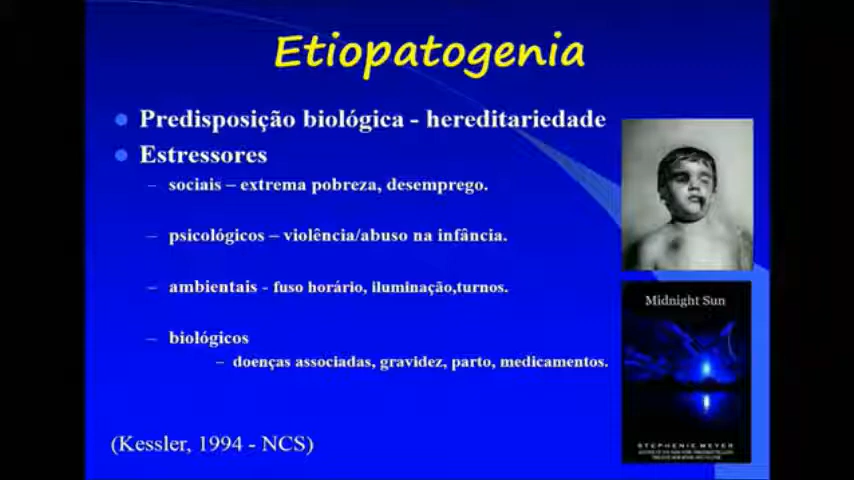 Etiopatogenia
Predisposição biológica - hereditariedade
Estressores
– sociais – extrema pobreza, desemprego.
– psicológicos – violência/abuso na infância.
– ambientais - fuso horário, iluminação,turnos.
– biológicos
– doenças associadas, gravidez, parto, medicamentos.
(Kessler, 1994 - NCS)
Midnight Sun
STEPHENIE MEYER